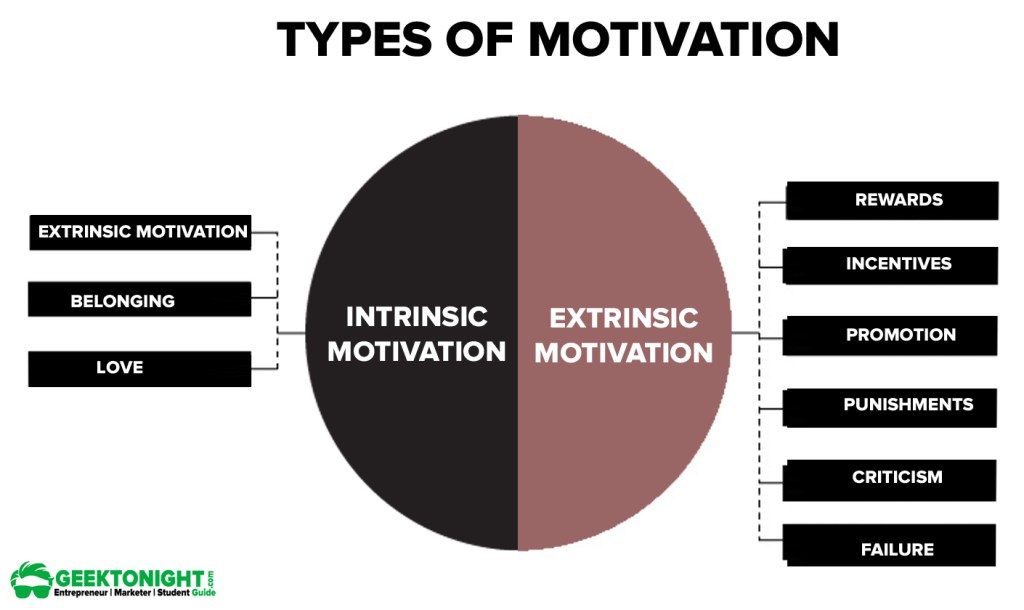 TYPES OF MOTIVATION
EXTRINSIC MOTIVATION
BELONGING
LOVE
INTRINSIC
MOTIVATION
EXTRINSIC
MOTIVATION
REWARDS
INCENTIVES
PROMOTION
PUNISHMENTS
CRITICISM
FAILURE
GEEKTONIGHT.com
Entrepreneur | Marketer | Student Guide